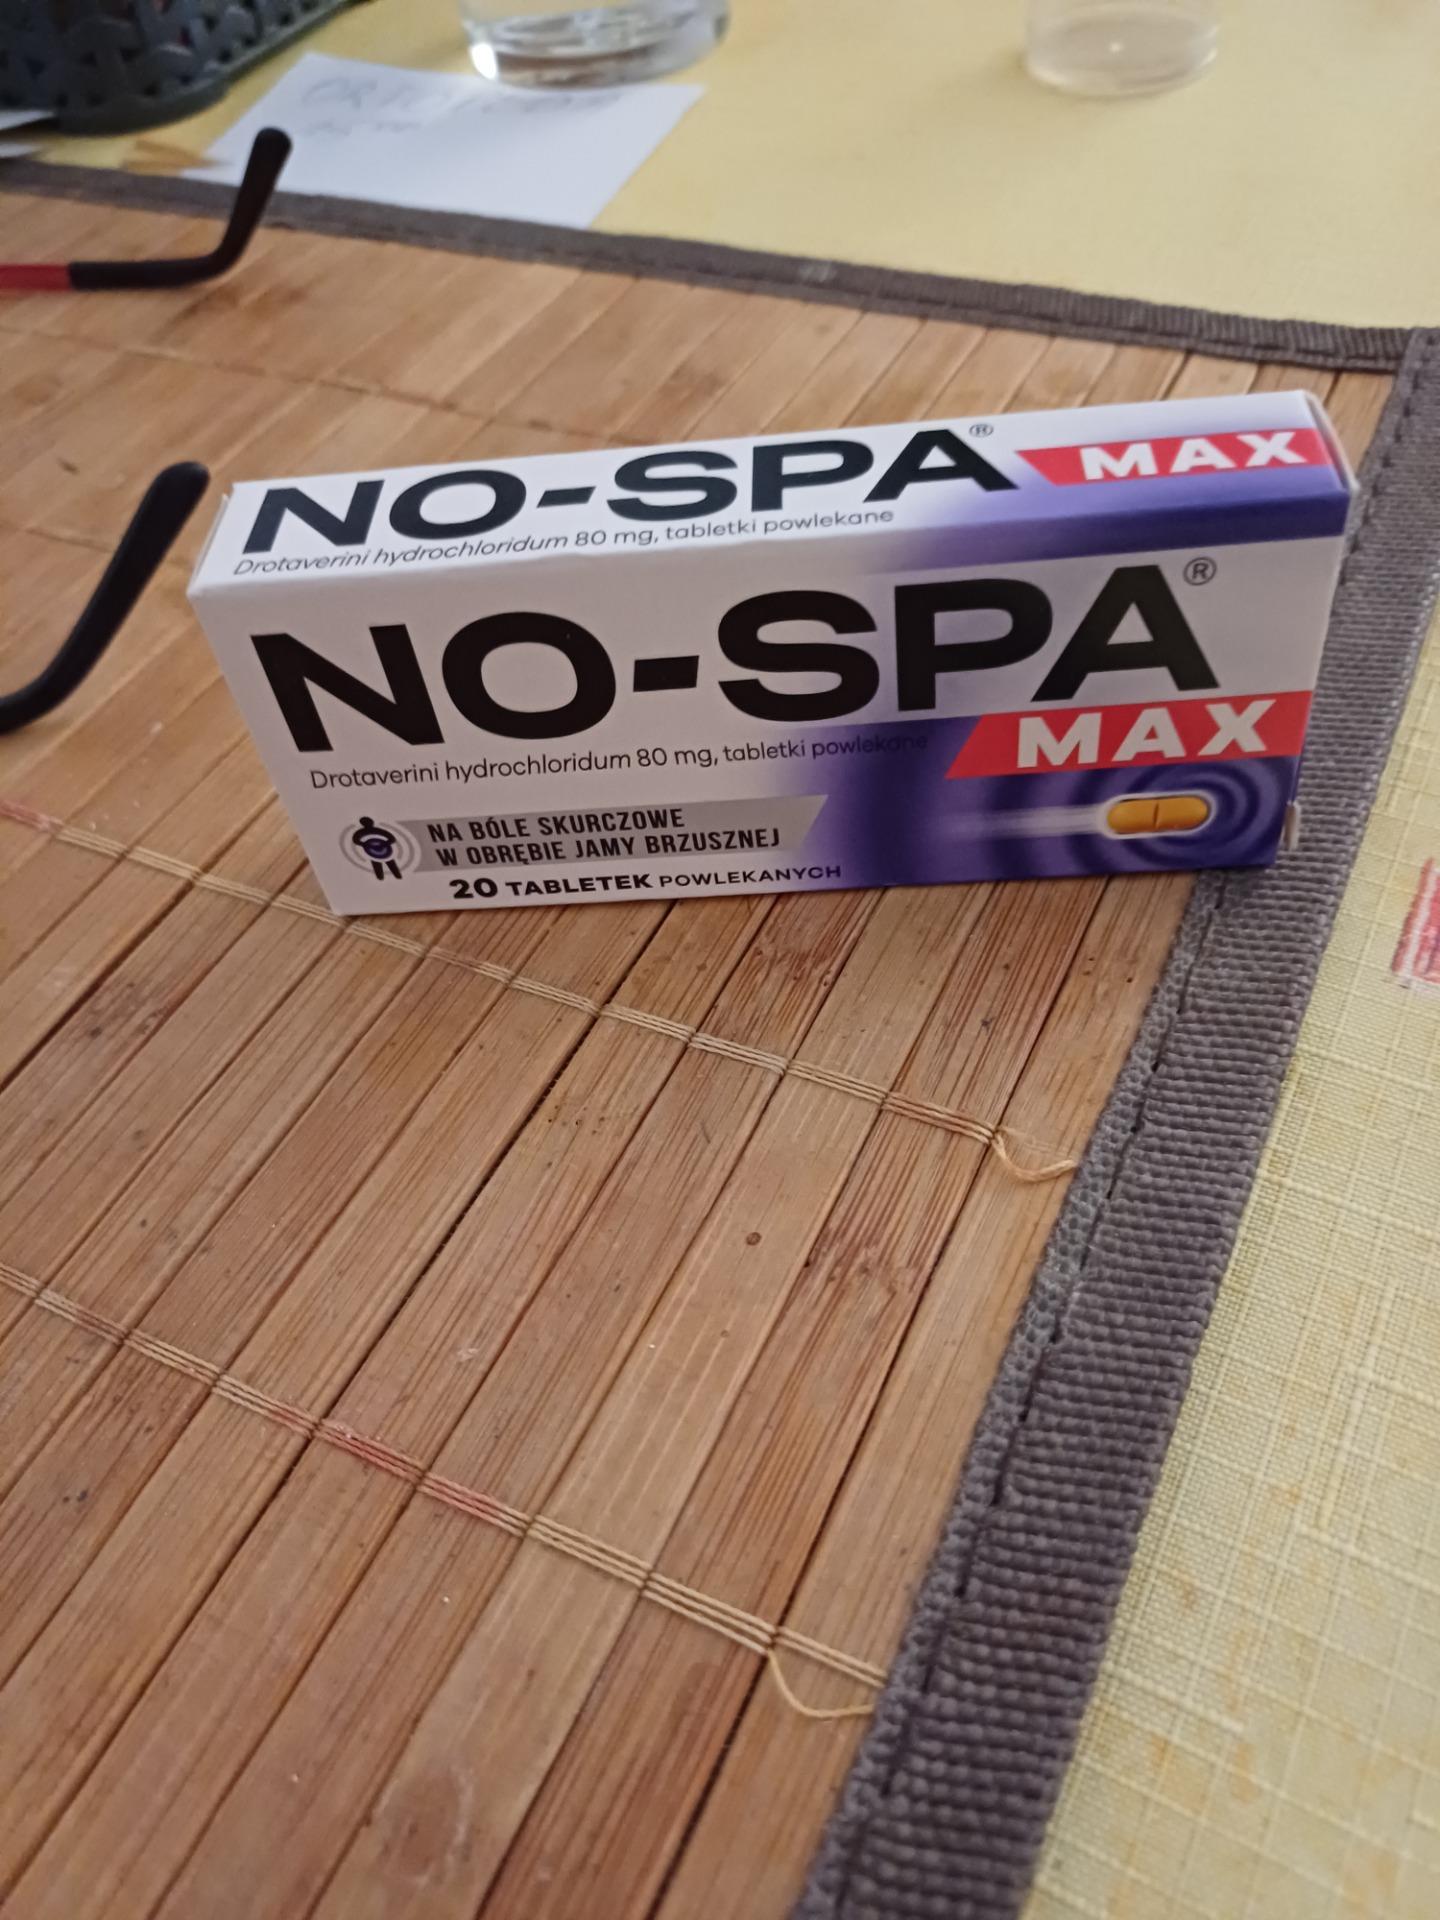 NO-SPA® MAX
Drotaverini hydrochloridum 80 mg, tabletki powlekane
NO-SPA®
MAX
Drotaverini hydrochloridum 80 mg, tabletki powlekane
NA BÓLE SKURCZOWE
W OBRĘBIE JAMY BRZUSZNEJ
20 TABLETEK POWLEKANYCH